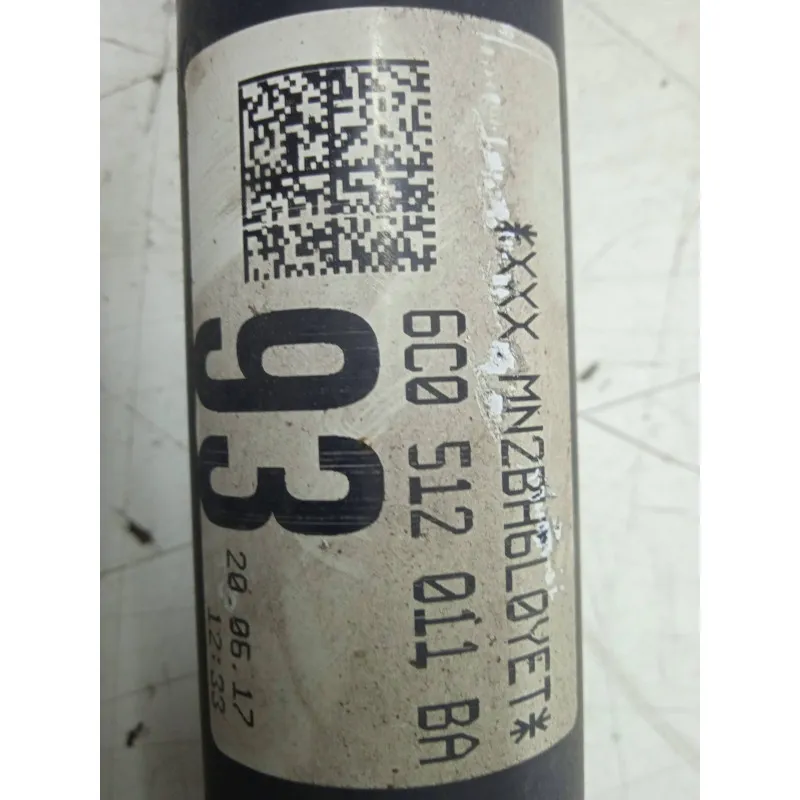 *XXX MN2BH6L0YET*
6C0 512 011 BA
93
20.06.17
12:33